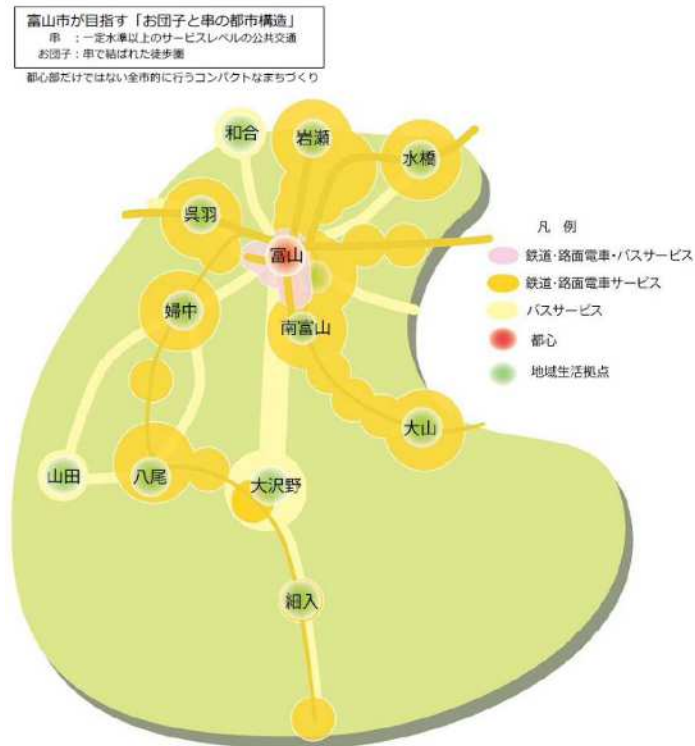 富山市が目指す「お団子と串の都市構造」
串 ：一定水準以上のサービスレベルの公共交通
お団子：串で結ばれた徒歩圏
都心部だけではない全市的に行うコンパクトなまちづくり
和合
岩瀬
水橋
呉羽
富山
婦中
南富山
大山
山田
八尾
大沢野
細入
凡 例
鉄道・路面電車・バスサービス
鉄道・路面電車サービス
バスサービス
都心
地域生活拠点